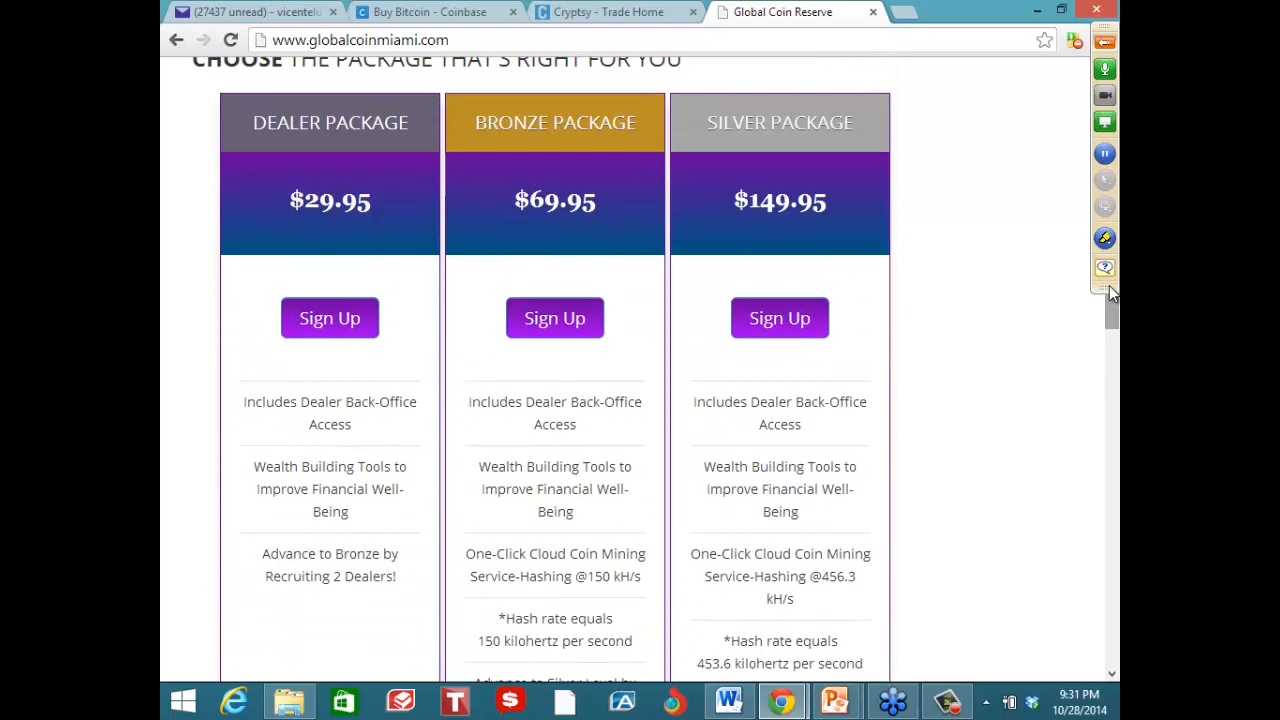 (27437 unread) - vicentel
Buy Bitcoin - Coinbase
Cryptsy - Trade Home
Global Coin Reserve
www.globalcoinmiami.com
CHOOSE THE PACKAGE THAT'S RIGHT FOR YOU
DEALER PACKAGE
$29.95
Sign Up
Includes Dealer Back-Office
Access
Wealth Building Tools to
Improve Financial Well-
Being
Advance to Bronze by
Recruiting 2 Dealers!
BRONZE PACKAGE
$69.95
Sign Up
Includes Dealer Back-Office
Access
Wealth Building Tools to
Improve Financial Well-
Being
One-Click Cloud Coin Mining
Service-Hashing @150 kH/s
*Hash rate equals
150 kilohertz per second
Advance to Silver Level by
SILVER PACKAGE
$149.95
Sign Up
Includes Dealer Back-Office
Access
Wealth Building Tools to
Improve Financial Well-
Being
One-Click Cloud Coin Mining
Service-Hashing @456.3
kH/s
*Hash rate equals
453.6 kilohertz per second
9:31 PM
10/28/2014